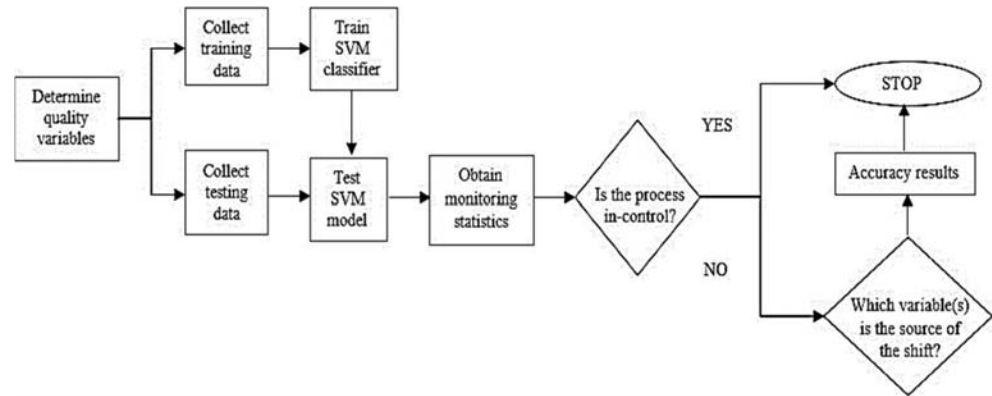 Determine
quality
variables
Collect
training
data
Train
SVM
classifier
Collect
testing
data
Test
SVM
model
Obtain
monitoring
statistics
Is the process
in-control?
YES
NO
STOP
Accuracy results
Which variable(s)
is the source of
the shift?